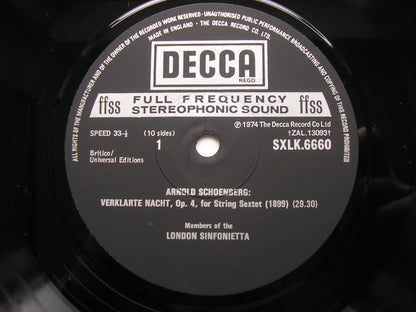 ALL RIGHTS OF THE MANUFACTURER AND OF THE OWNER OF THE RECORDED WORK RESERVED · UNAUTHORISED PUBLIC PERFORMANCE BROADCASTING AND COPYING OF THIS RECORD PROHIBITED
MADE IN ENGLAND · THE DECCA RECORD CO. LTD.
DECCA
REGD.
ffss FULL FREQUENCY ffss
STEREOPHONIC SOUND
Ⓟ 1974 The Decca Record Co Ltd
SPEED 33-⅓ (10 sides) †ZAL.13093†
1 SXLK.6660
Britico/
Universal Editions
ARNOLD SCHOENBERG:
VERKLARTE NACHT, Op. 4, for String Sextet (1899) (29.30)
Members of the
LONDON SINFONIETTA